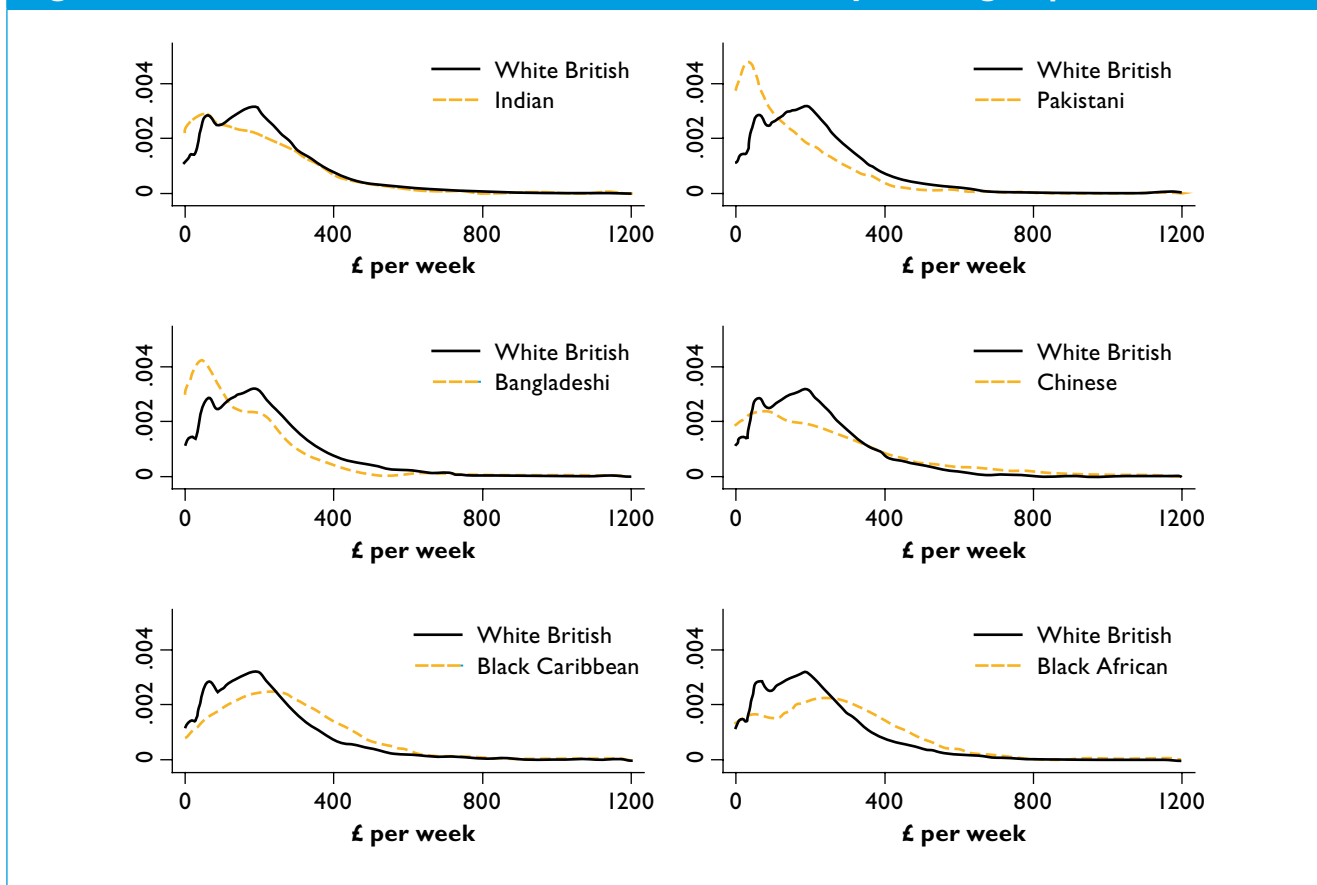 White British
Indian
.004
.002
0
0 400 800 1200
£ per week
White British
Pakistani
.004
.002
0
0 400 800 1200
£ per week
White British
Bangladeshi
.004
.002
0
0 400 800 1200
£ per week
White British
Chinese
.004
.002
0
0 400 800 1200
£ per week
White British
Black Caribbean
.004
.002
0
0 400 800 1200
£ per week
White British
Black African
.004
.002
0
0 400 800 1200
£ per week